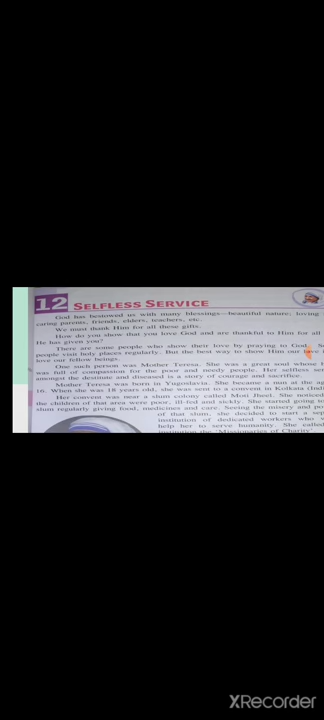 12 SELFLESS SERVICE
God has bestowed us with many blessings—beautiful nature, loving
caring parents, friends, elders, teachers, etc.
We must thank Him for all these gifts.
How do you show that you love God and are thankful to Him for all
He has given you?
There are some people who show their love by praying to God.
people visit holy places regularly. But the best way to show Him our love
love our fellow beings.
One such person was Mother Teresa. She was a great soul whose
was full of compassion for the poor and needy people. Her selfless
amongst the destitute and diseased is a story of courage and sacrifice.
Mother Teresa was born in Yugoslavia. She became a nun at the
16. When she was 18 years old, she was sent to a convent in Kolkata
Her convent was near a slum colony called Moti Jheel. She noticed
the children of that area were poor, ill-fed and sickly. She started going to
slum regularly giving food, medicines and care. Seeing the misery and
of that slum, she decided to start a
institution of dedicated workers who
help her to serve humanity. She called
institution the 'Missionaries of Charity'.
XRecorder